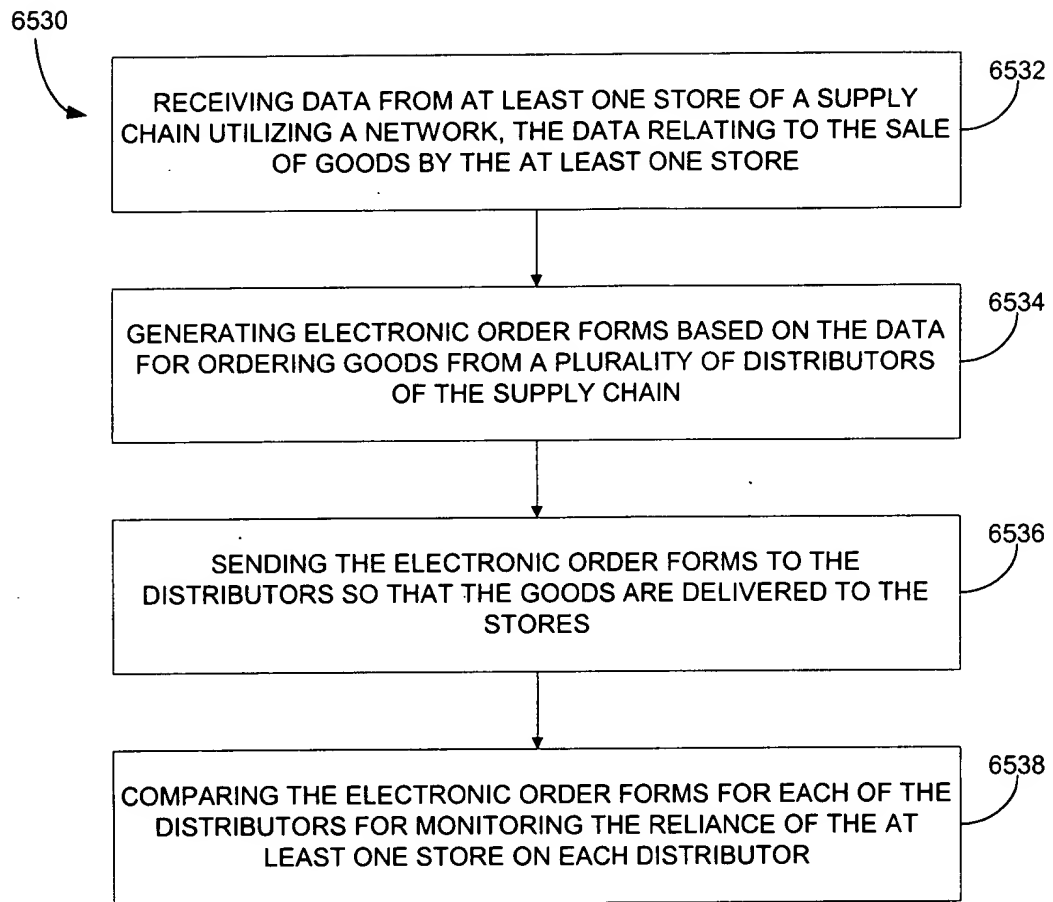 6530
6532
RECEIVING DATA FROM AT LEAST ONE STORE OF A SUPPLY
CHAIN UTILIZING A NETWORK, THE DATA RELATING TO THE SALE
OF GOODS BY THE AT LEAST ONE STORE
6534
GENERATING ELECTRONIC ORDER FORMS BASED ON THE DATA
FOR ORDERING GOODS FROM A PLURALITY OF DISTRIBUTORS
OF THE SUPPLY CHAIN
6536
SENDING THE ELECTRONIC ORDER FORMS TO THE
DISTRIBUTORS SO THAT THE GOODS ARE DELIVERED TO THE
STORES
6538
COMPARING THE ELECTRONIC ORDER FORMS FOR EACH OF THE
DISTRIBUTORS FOR MONITORING THE RELIANCE OF THE AT
LEAST ONE STORE ON EACH DISTRIBUTOR